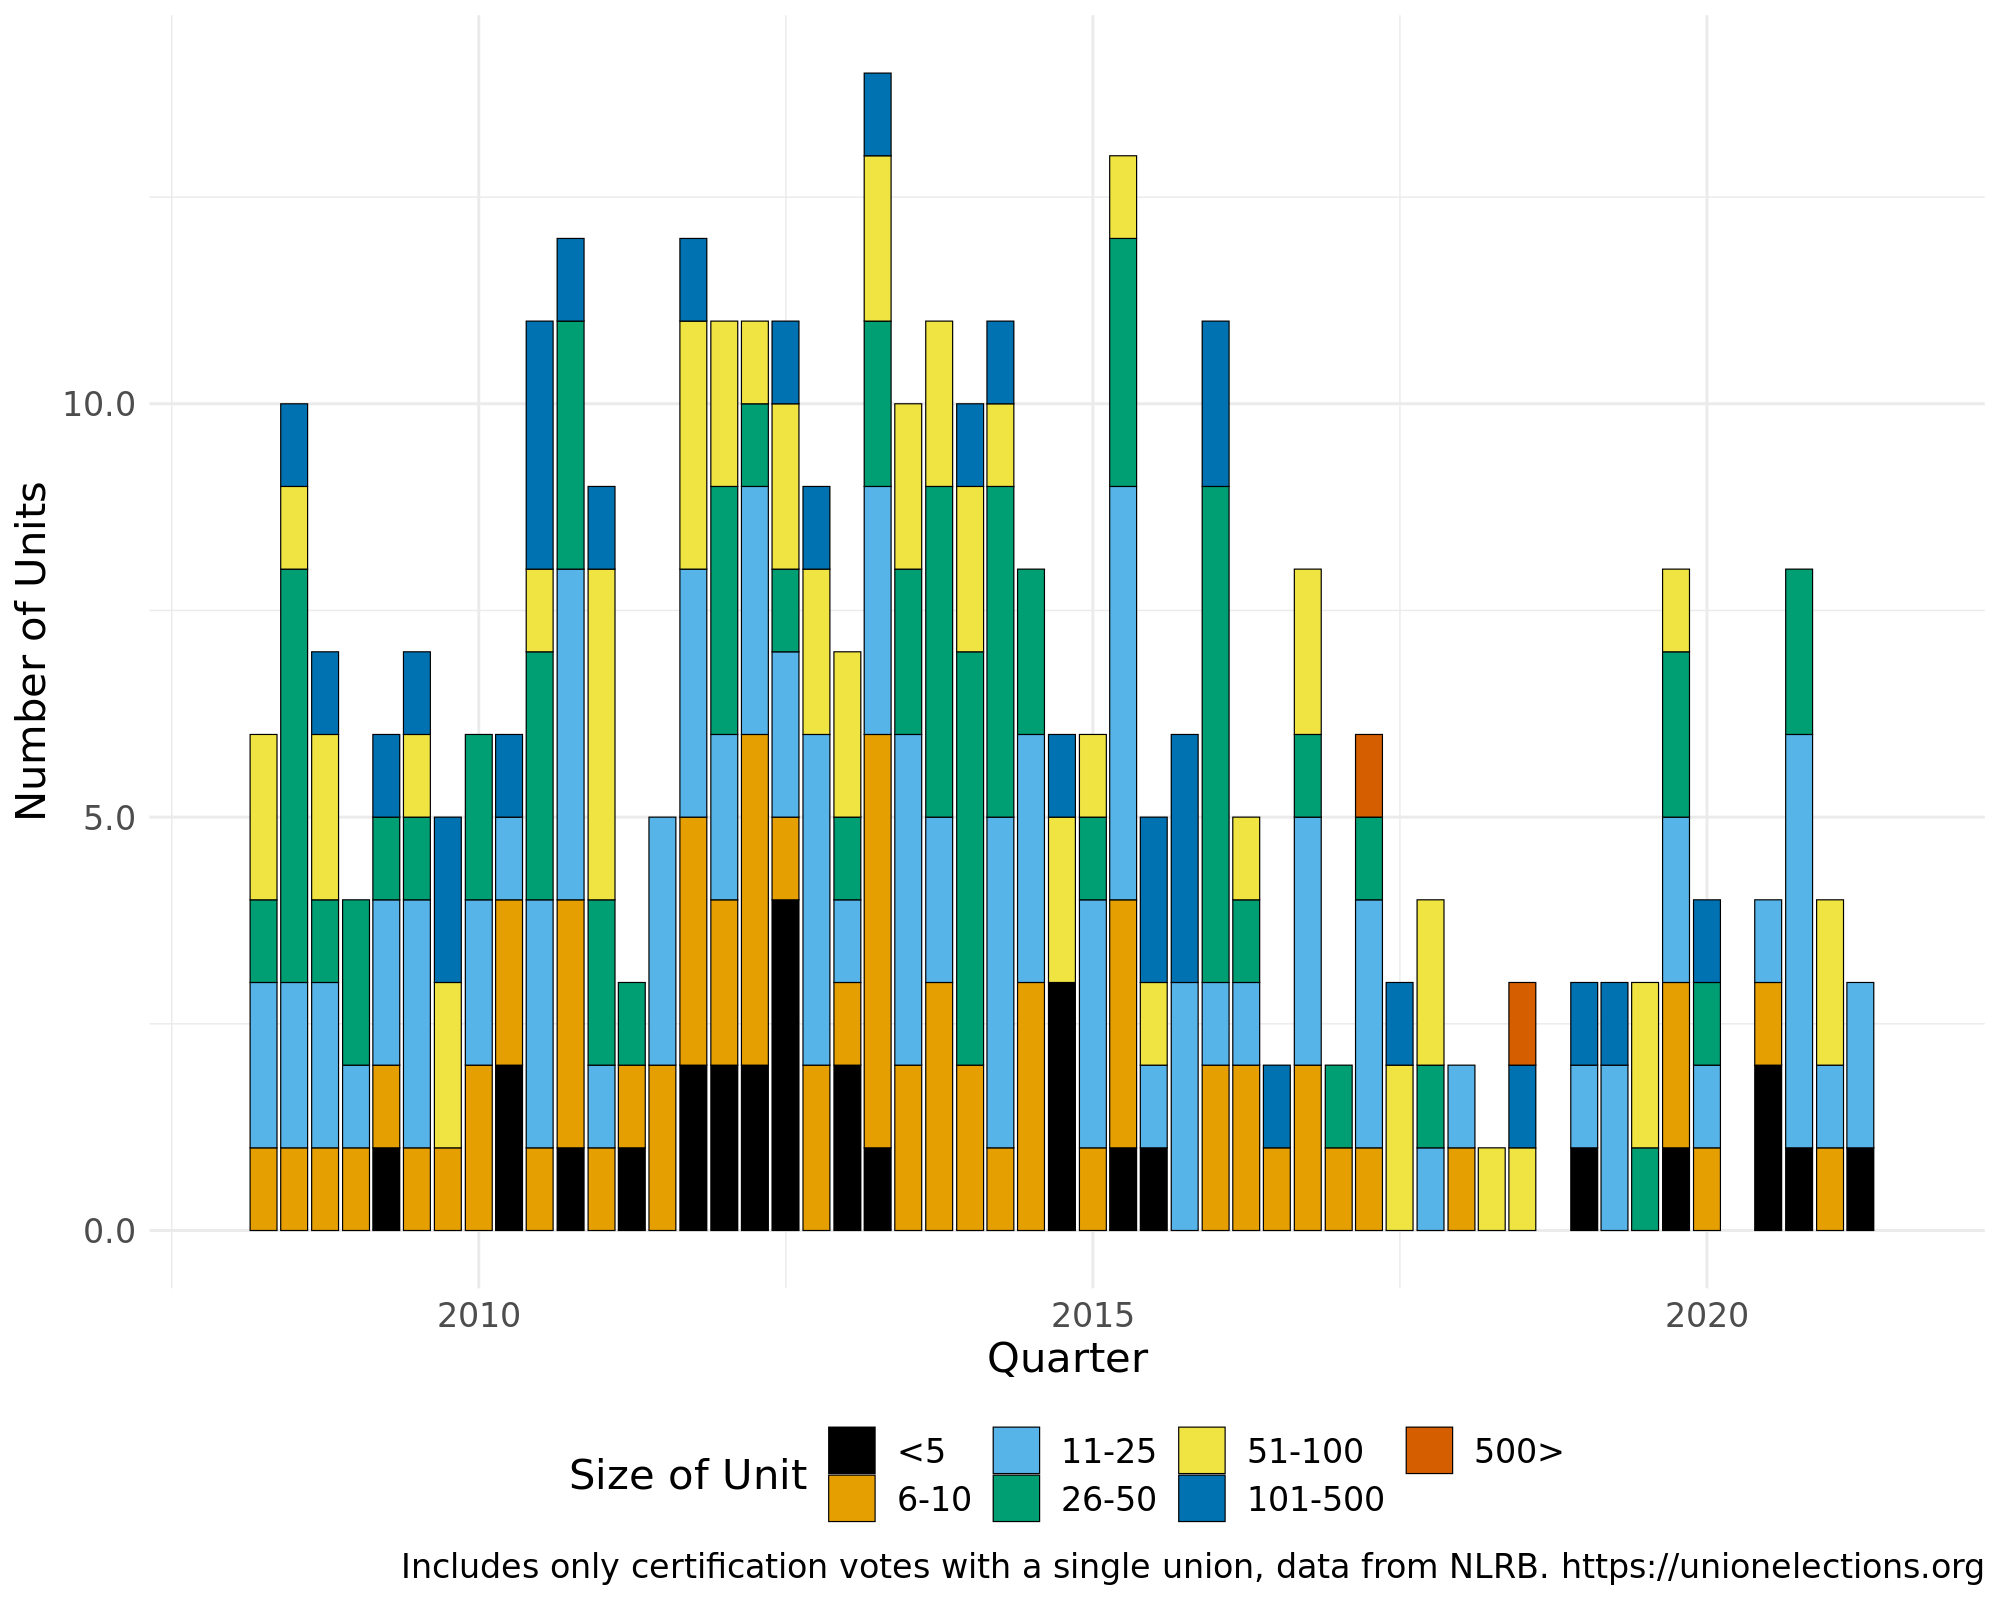 Number of Units
10.0
5.0
0.0
2010 2015 2020
Quarter
Size of Unit
<5 11-25 51-100 500>
6-10 26-50 101-500
Includes only certification votes with a single union, data from NLRB. https://unionelections.org